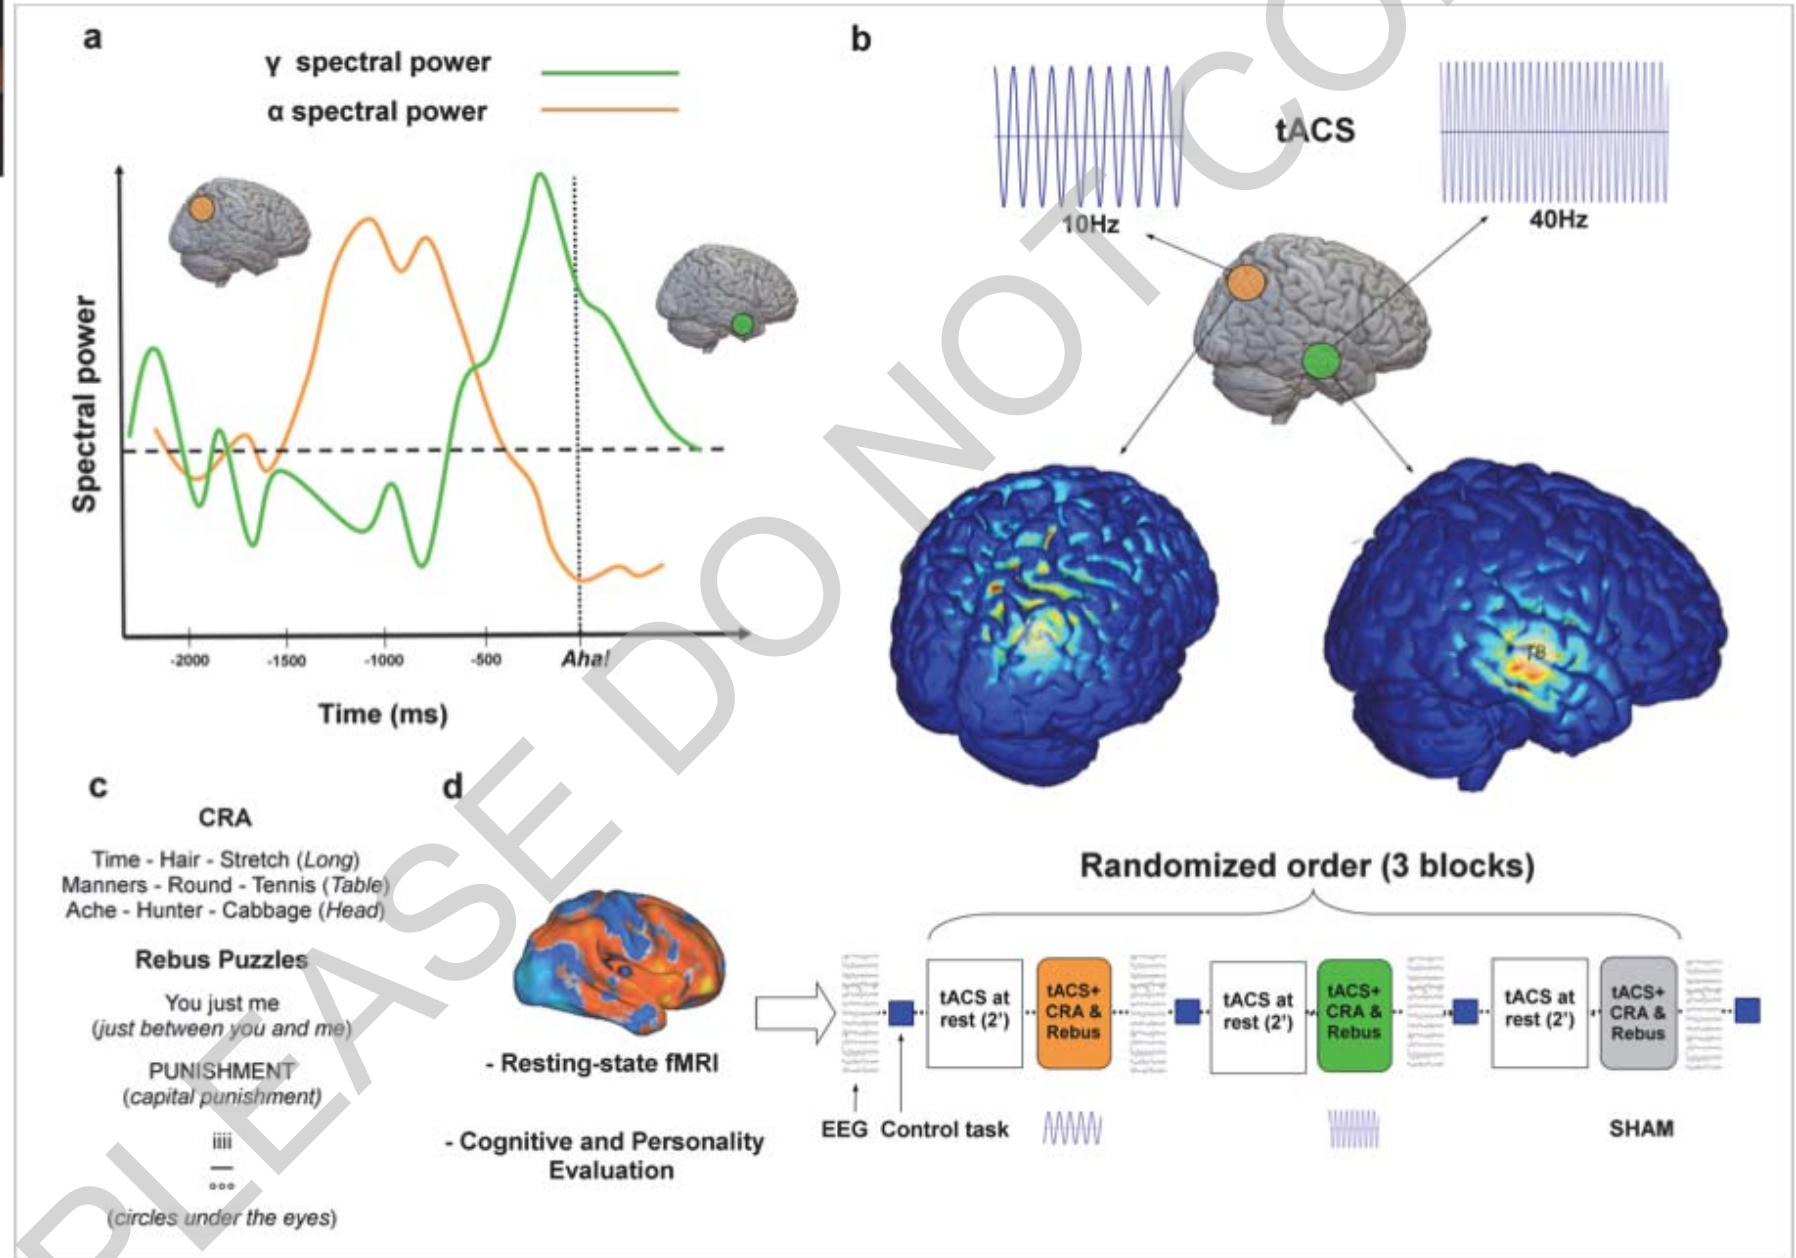 a
γ spectral power
α spectral power
Spectral power
-2000
-1500
-1000
-500
Aha!
Time (ms)
b
tACS
10Hz
40Hz
T8
c
CRA
Time - Hair - Stretch (Long)
Manners - Round - Tennis (Table)
Ache - Hunter - Cabbage (Head)
Rebus Puzzles
You just me
(just between you and me)
PUNISHMENT
(capital punishment)
iiii
—
°°°
(circles under the eyes)
d
- Resting-state fMRI
- Cognitive and Personality
Evaluation
Randomized order (3 blocks)
tACS at
rest (2')
tACS+
CRA &
Rebus
tACS at
rest (2')
tACS+
CRA &
Rebus
tACS at
rest (2')
tACS+
CRA &
Rebus
EEG
Control task
SHAM
PLEASE DO NOT CO